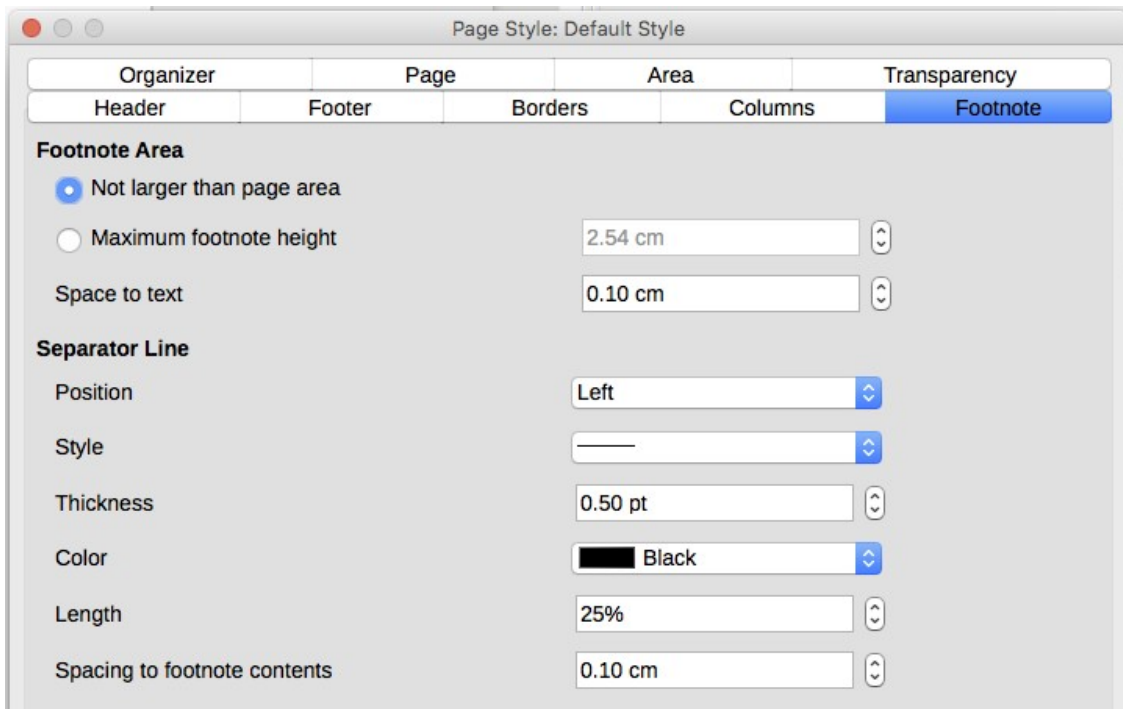 Page Style: Default Style
Organizer Page Area Transparency
Header Footer Borders Columns Footnote
Footnote Area
Not larger than page area
Maximum footnote height 2.54 cm
Space to text 0.10 cm
Separator Line
Position Left
Style
Thickness 0.50 pt
Color Black
Length 25%
Spacing to footnote contents 0.10 cm